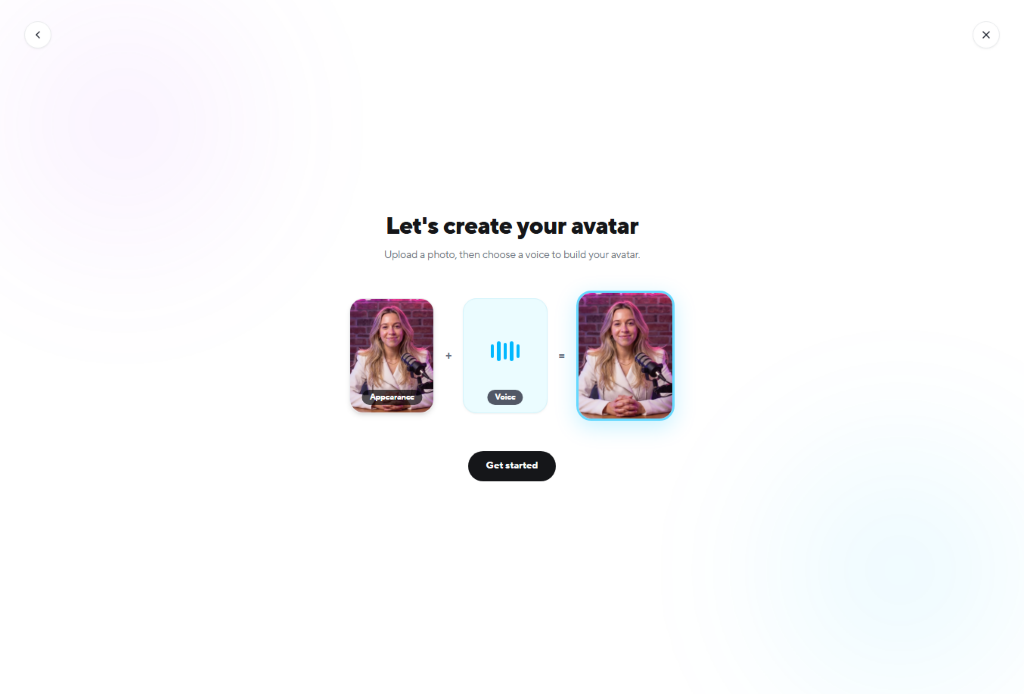 Let's create your avatar
Upload a photo, then choose a voice to build your avatar.
Appearance
+
Voice
=
Get started